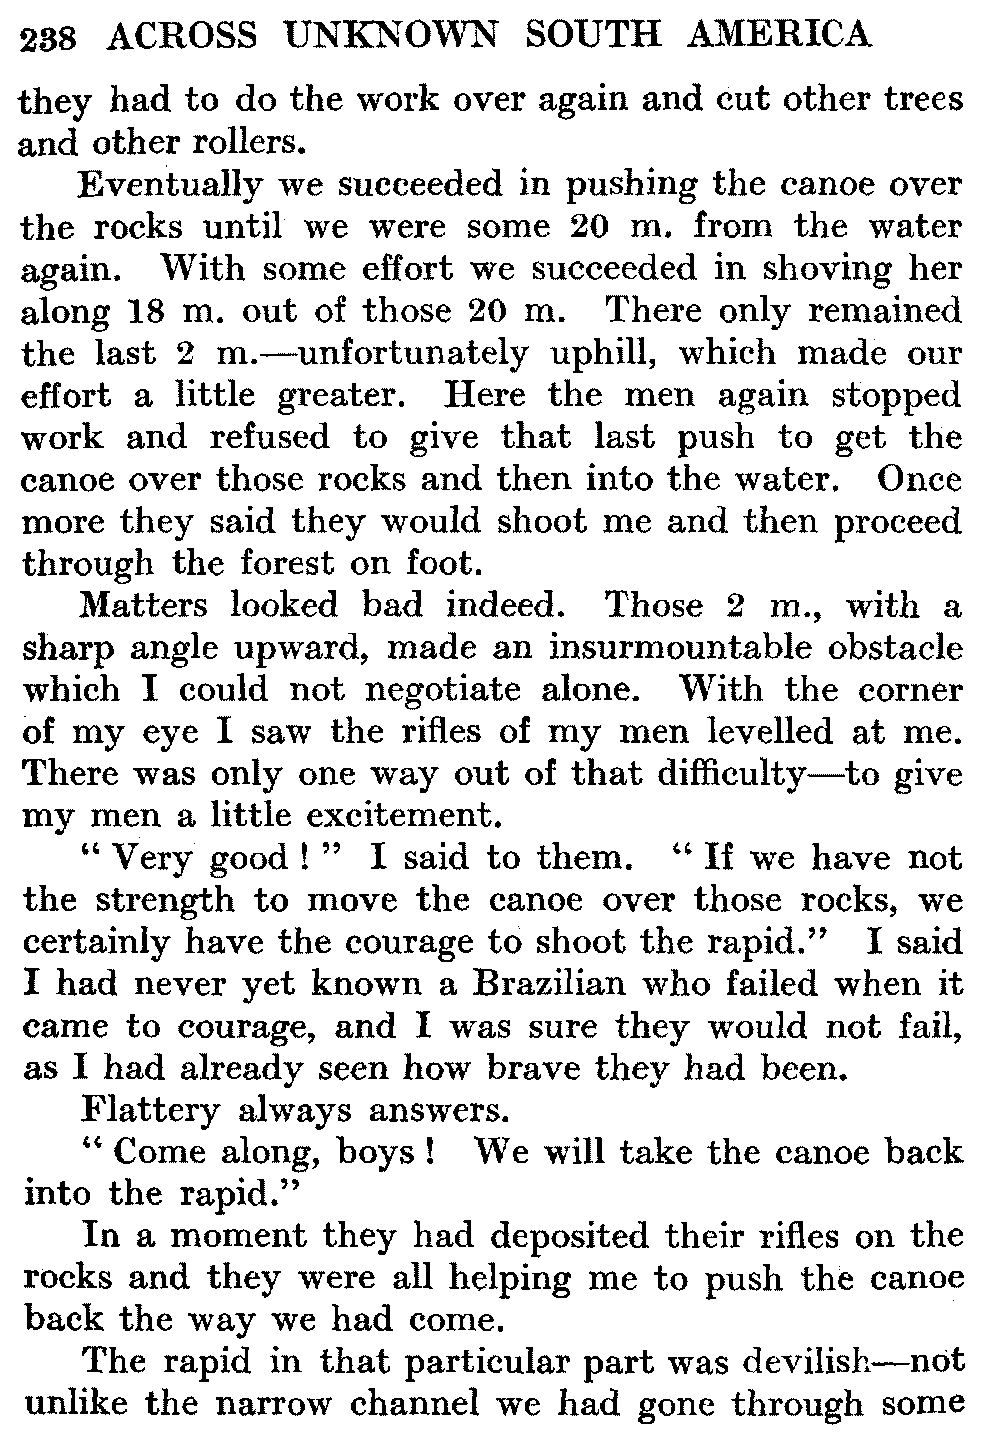 238 ACROSS UNKNOWN SOUTH AMERICA
they had to do the work over again and cut other trees
and other rollers.
Eventually we succeeded in pushing the canoe over
the rocks until we were some 20 m. from the water
again. With some effort we succeeded in shoving her
along 18 m. out of those 20 m. There only remained
the last 2 m.—unfortunately uphill, which made our
effort a little greater. Here the men again stopped
work and refused to give that last push to get the
canoe over those rocks and then into the water. Once
more they said they would shoot me and then proceed
through the forest on foot.
Matters looked bad indeed. Those 2 m., with a
sharp angle upward, made an insurmountable obstacle
which I could not negotiate alone. With the corner
of my eye I saw the rifles of my men levelled at me.
There was only one way out of that difficulty—to give
my men a little excitement.
“ Very good ! ” I said to them. “ If we have not
the strength to move the canoe over those rocks, we
certainly have the courage to shoot the rapid.” I said
I had never yet known a Brazilian who failed when it
came to courage, and I was sure they would not fail,
as I had already seen how brave they had been.
Flattery always answers.
“ Come along, boys ! We will take the canoe back
into the rapid.”
In a moment they had deposited their rifles on the
rocks and they were all helping me to push the canoe
back the way we had come.
The rapid in that particular part was devilish—not
unlike the narrow channel we had gone through some